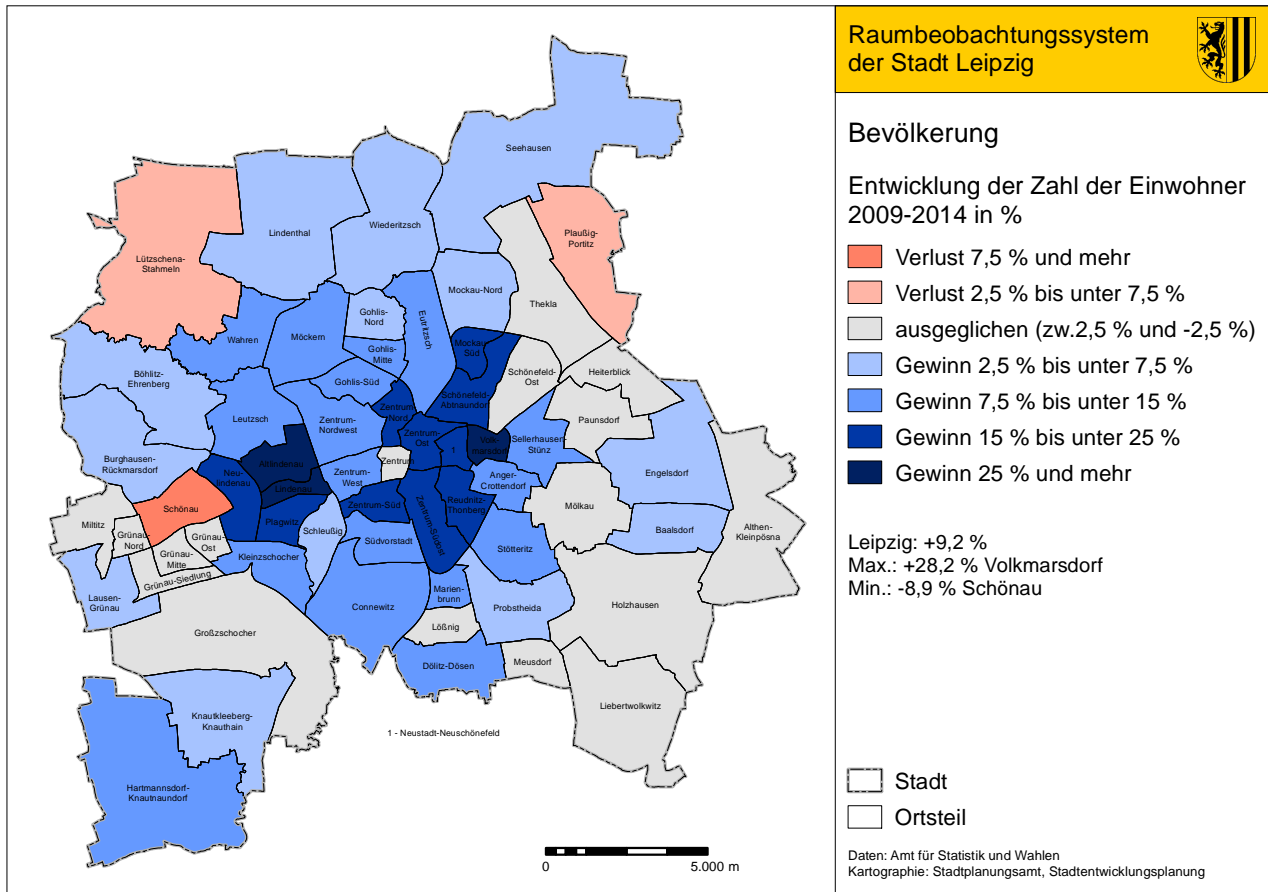 Raumbeobachtungssystem
der Stadt Leipzig
Bevölkerung
Entwicklung der Zahl der Einwohner
2009-2014 in %
Verlust 7,5 % und mehr
Verlust 2,5 % bis unter 7,5 %
ausgeglichen (zw.2,5 % und -2,5 %)
Gewinn 2,5 % bis unter 7,5 %
Gewinn 7,5 % bis unter 15 %
Gewinn 15 % bis unter 25 %
Gewinn 25 % und mehr
Leipzig: +9,2 %
Max.: +28,2 % Volkmarsdorf
Min.: -8,9 % Schönau
Stadt
Ortsteil
Daten: Amt für Statistik und Wahlen
Kartographie: Stadtplanungsamt, Stadtentwicklungsplanung
Seehausen
Lindenthal
Wiederitzsch
Plaußig-
Portitz
Lützschena-
Stahmeln
Mockau-Nord
Thekla
Gohlis-
Nord
Eutritzsch
Wahren
Möckern
Gohlis-
Mitte
Mockau-
Süd
Böhlitz-
Ehrenberg
Gohlis-Süd
Schönefeld-
Ost
Heiterblick
Schönefeld-
Abtnaundorf
Leutzsch
Zentrum-
Nordwest
Zentrum-
Nord
Paunsdorf
Zentrum-
Ost
1
Volk-
marsdorf
Sellerhausen-
Stünz
Burghausen-
Rückmarsdorf
Neu-
lindenau
Altlindenau
Lindenau
Zentrum-
West
Zentrum
Anger-
Crottendorf
Engelsdorf
Schönau
Plagwitz
Zentrum-Süd
Zentrum-Südost
Reudnitz-
Thonberg
Mölkau
Miltitz
Grünau-
Nord
Grünau-
Ost
Grünau-
Mitte
Grünau-Siedlung
Kleinzschocher
Schleußig
Südvorstadt
Stötteritz
Baalsdorf
Althen-
Kleinpösna
Lausen-
Grünau
Connewitz
Marien-
brunn
Probstheida
Holzhausen
Großzschocher
Lößnig
Dölitz-Dösen
Meusdorf
Liebertwolkwitz
Knautkleeberg-
Knauthain
1 - Neustadt-Neuschönefeld
Hartmannsdorf-
Knautnaundorf
0
5.000 m